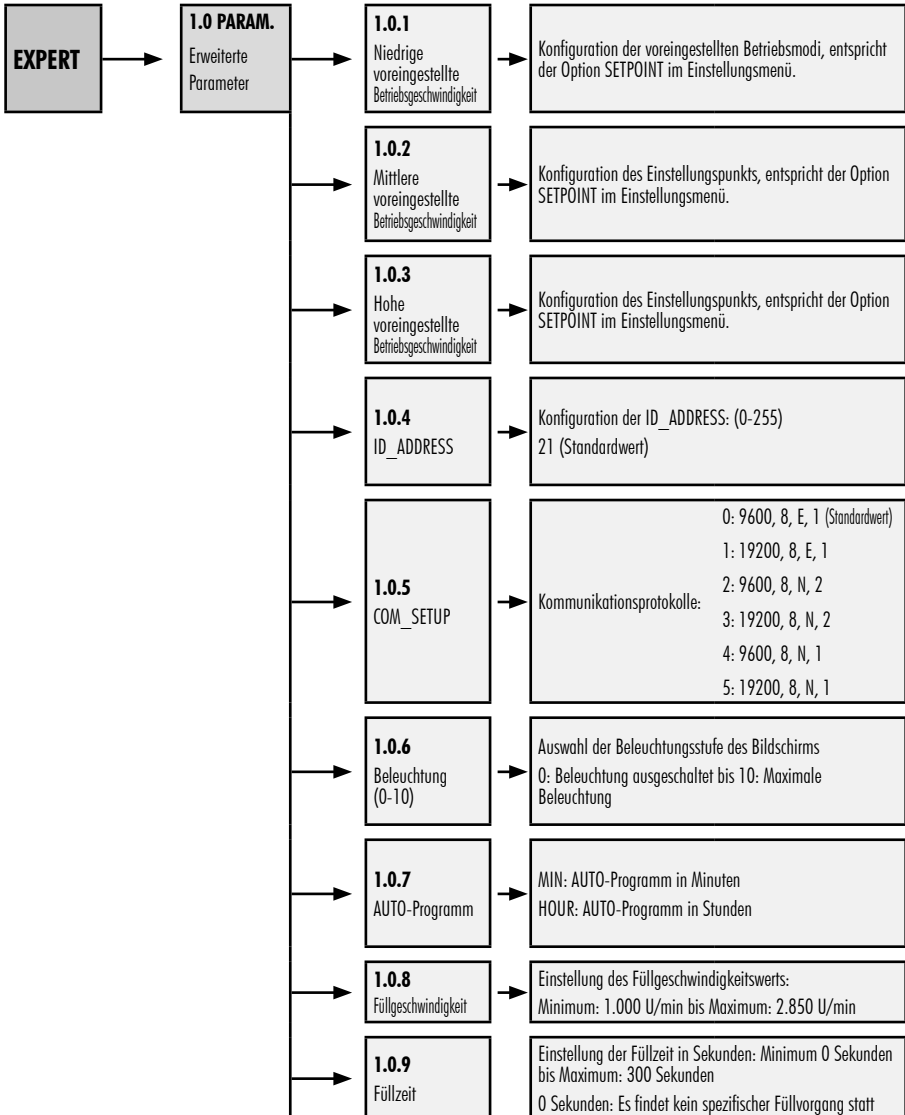 EXPERT
1.0 PARAM.
Erweiterte
Parameter
1.0.1
Niedrige
voreingestellte
Betriebsgeschwindigkeit
Konfiguration der voreingestellten Betriebsmodi, entspricht
der Option SETPOINT im Einstellungsmenü.
1.0.2
Mittlere
voreingestellte
Betriebsgeschwindigkeit
Konfiguration des Einstellungspunkts, entspricht der Option
SETPOINT im Einstellungsmenü.
1.0.3
Hohe
voreingestellte
Betriebsgeschwindigkeit
Konfiguration des Einstellungspunkts, entspricht der Option
SETPOINT im Einstellungsmenü.
1.0.4
ID_ADDRESS
Konfiguration der ID_ADDRESS: (0-255)
21 (Standardwert)
1.0.5
COM_SETUP
Kommunikationsprotokolle:
0: 9600, 8, E, 1 (Standardwert)
1: 19200, 8, E, 1
2: 9600, 8, N, 2
3: 19200, 8, N, 2
4: 9600, 8, N, 1
5: 19200, 8, N, 1
1.0.6
Beleuchtung
(0-10)
Auswahl der Beleuchtungsstufe des Bildschirms
0: Beleuchtung ausgeschaltet bis 10: Maximale
Beleuchtung
1.0.7
AUTO-Programm
MIN: AUTO-Programm in Minuten
HOUR: AUTO-Programm in Stunden
1.0.8
Füllgeschwindigkeit
Einstellung des Füllgeschwindigkeitswerts:
Minimum: 1.000 U/min bis Maximum: 2.850 U/min
1.0.9
Füllzeit
Einstellung der Füllzeit in Sekunden: Minimum 0 Sekunden
bis Maximum: 300 Sekunden
0 Sekunden: Es findet kein spezifischer Füllvorgang statt